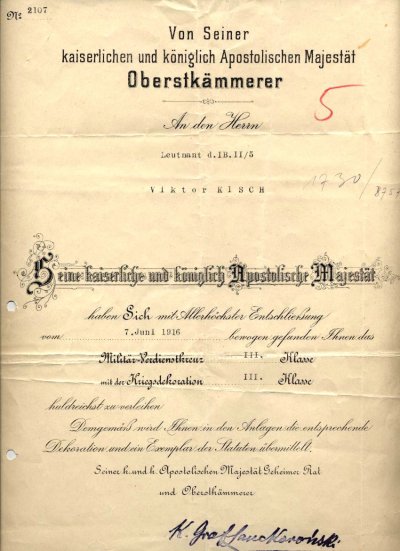 № 2107
Von Seiner
kaiserlichen und königlich Apostolischen Majestät
Oberstkämmerer
5
An den Herrn
Leutnant d.IR.II/5
Viktor KISCH
1730/
Seine kaiserliche und königlich Apostolische Majestät
haben Sich mit Allerhöchster Entschließung
vom 7.Juni 1916 bewogen gefunden Ihnen das
Militär-Verdienstkreuz III. Klasse
mit der Kriegsdekoration III. Klasse
huldreichst zu verleihen.
Demgemäß wird Ihnen in den Anlagen die entsprechende
Dekoration und ein Exemplar der Statuten übermittelt.
Seiner k. und k. Apostolischen Majestät Geheimer Rat
und Oberstkämmerer
K. Graf Lanckoroński